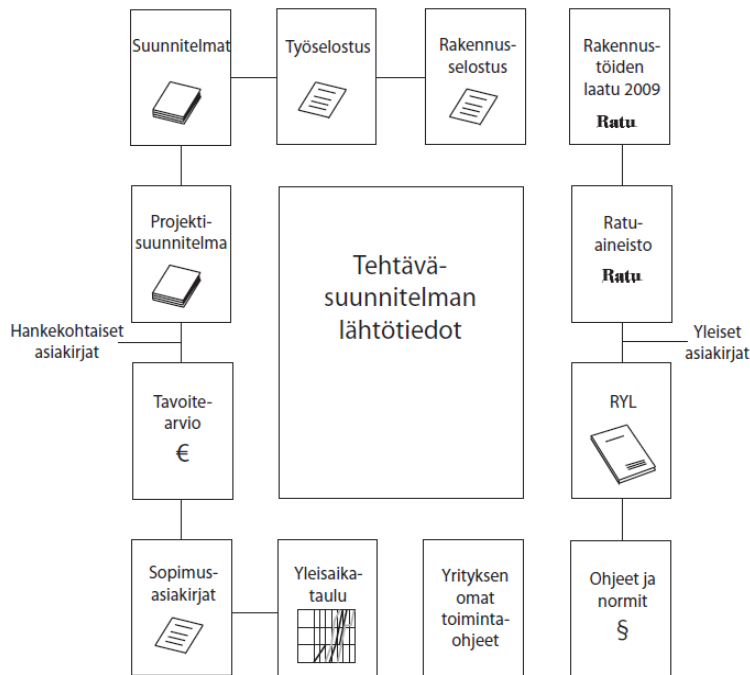 Suunnitelmat
Työselostus
Rakennus-
selostus
Rakennus-
töiden
laatu 2009
Ratu
Projekti-
suunnitelma
Tehtävä-
suunnitelman
lähtötiedot
Ratu-
aineisto
Ratu
Hankekohtaiset
asiakirjat
Yleiset
asiakirjat
Tavoite-
arvio
€
RYL
Sopimus-
asiakirjat
Yleisaika-
taulu
Yrityksen
omat
toiminta-
ohjeet
Ohjeet ja
normit
§